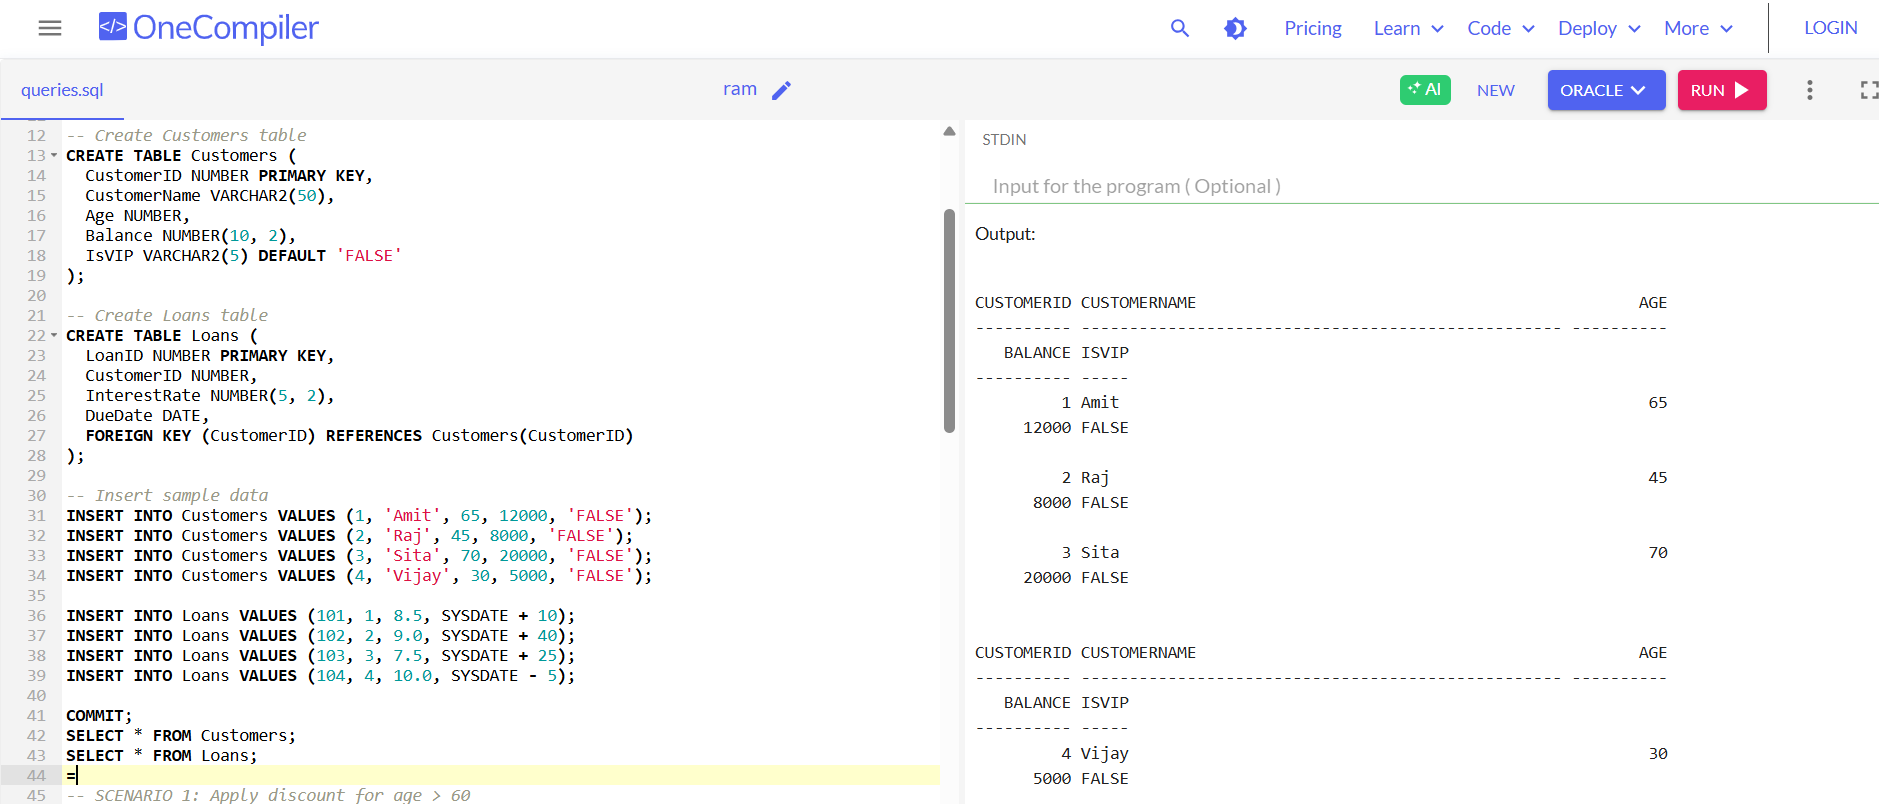 </> OneCompiler
Pricing Learn Code Deploy More LOGIN
queries.sql
ram
AI NEW ORACLE RUN
12 -- Create Customers table
13 CREATE TABLE Customers (
14 CustomerID NUMBER PRIMARY KEY,
15 CustomerName VARCHAR2(50),
16 Age NUMBER,
17 Balance NUMBER(10, 2),
18 IsVIP VARCHAR2(5) DEFAULT 'FALSE'
19 );
20
21 -- Create Loans table
22 CREATE TABLE Loans (
23 LoanID NUMBER PRIMARY KEY,
24 CustomerID NUMBER,
25 InterestRate NUMBER(5, 2),
26 DueDate DATE,
27 FOREIGN KEY (CustomerID) REFERENCES Customers(CustomerID)
28 );
29
30 -- Insert sample data
31 INSERT INTO Customers VALUES (1, 'Amit', 65, 12000, 'FALSE');
32 INSERT INTO Customers VALUES (2, 'Raj', 45, 8000, 'FALSE');
33 INSERT INTO Customers VALUES (3, 'Sita', 70, 20000, 'FALSE');
34 INSERT INTO Customers VALUES (4, 'Vijay', 30, 5000, 'FALSE');
35
36 INSERT INTO Loans VALUES (101, 1, 8.5, SYSDATE + 10);
37 INSERT INTO Loans VALUES (102, 2, 9.0, SYSDATE + 40);
38 INSERT INTO Loans VALUES (103, 3, 7.5, SYSDATE + 25);
39 INSERT INTO Loans VALUES (104, 4, 10.0, SYSDATE - 5);
40
41 COMMIT;
42 SELECT * FROM Customers;
43 SELECT * FROM Loans;
44 =
45 -- SCENARIO 1: Apply discount for age > 60
STDIN
Input for the program ( Optional )
Output:
CUSTOMERID CUSTOMERNAME AGE
---------- -------------------------------------------------- ----------
BALANCE ISVIP
---------- -----
1 Amit 65
12000 FALSE
2 Raj 45
8000 FALSE
3 Sita 70
20000 FALSE
CUSTOMERID CUSTOMERNAME AGE
---------- -------------------------------------------------- ----------
BALANCE ISVIP
---------- -----
4 Vijay 30
5000 FALSE